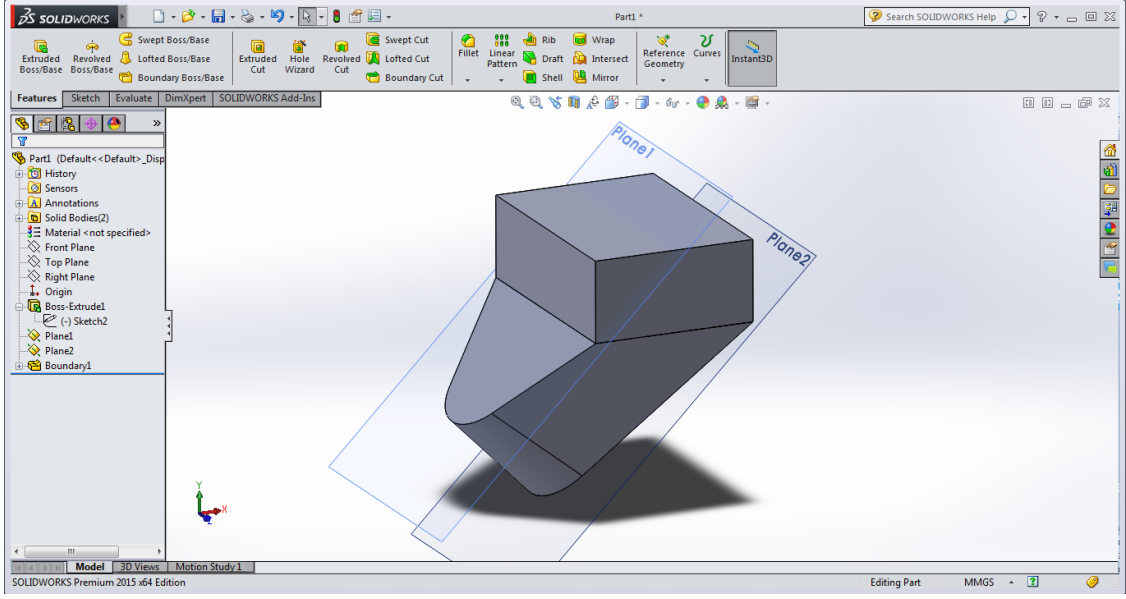 SOLIDWORKS
Part1 *
Search SOLIDWORKS Help
Extruded Boss/Base
Revolved Boss/Base
Swept Boss/Base
Lofted Boss/Base
Boundary Boss/Base
Extruded Cut
Hole Wizard
Revolved Cut
Swept Cut
Lofted Cut
Boundary Cut
Fillet
Linear Pattern
Rib
Draft
Shell
Wrap
Intersect
Mirror
Reference Geometry
Curves
Instant3D
Features Sketch Evaluate DimXpert SOLIDWORKS Add-Ins
Part1 (Default<<Default>_Disp
History
Sensors
Annotations
Solid Bodies(2)
Material <not specified>
Front Plane
Top Plane
Right Plane
Origin
Boss-Extrude1
(-) Sketch2
Plane1
Plane2
Boundary1
Plane1
Plane2
Y
X
Z
Model 3D Views Motion Study 1
SOLIDWORKS Premium 2015 x64 Edition
Editing Part
MMGS